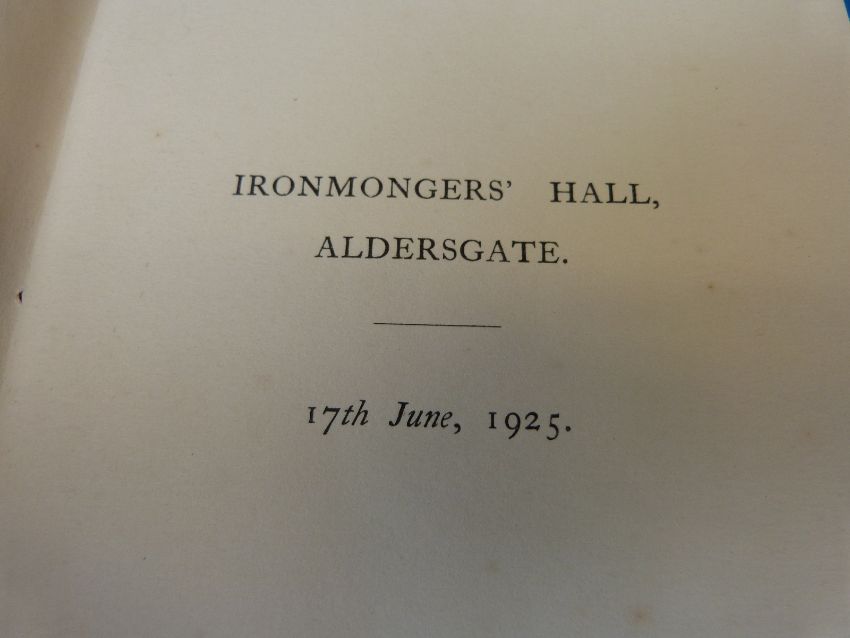 IRONMONGERS' HALL,
ALDERSGATE.
17th June, 1925.